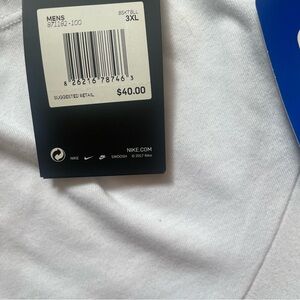 MENS BSKTBLL
871182-100 3XL
8 26216 78746 3
SUGGESTED RETAIL $40.00
NIKE.COM
NIKE SWOOSH © 2017 Nike